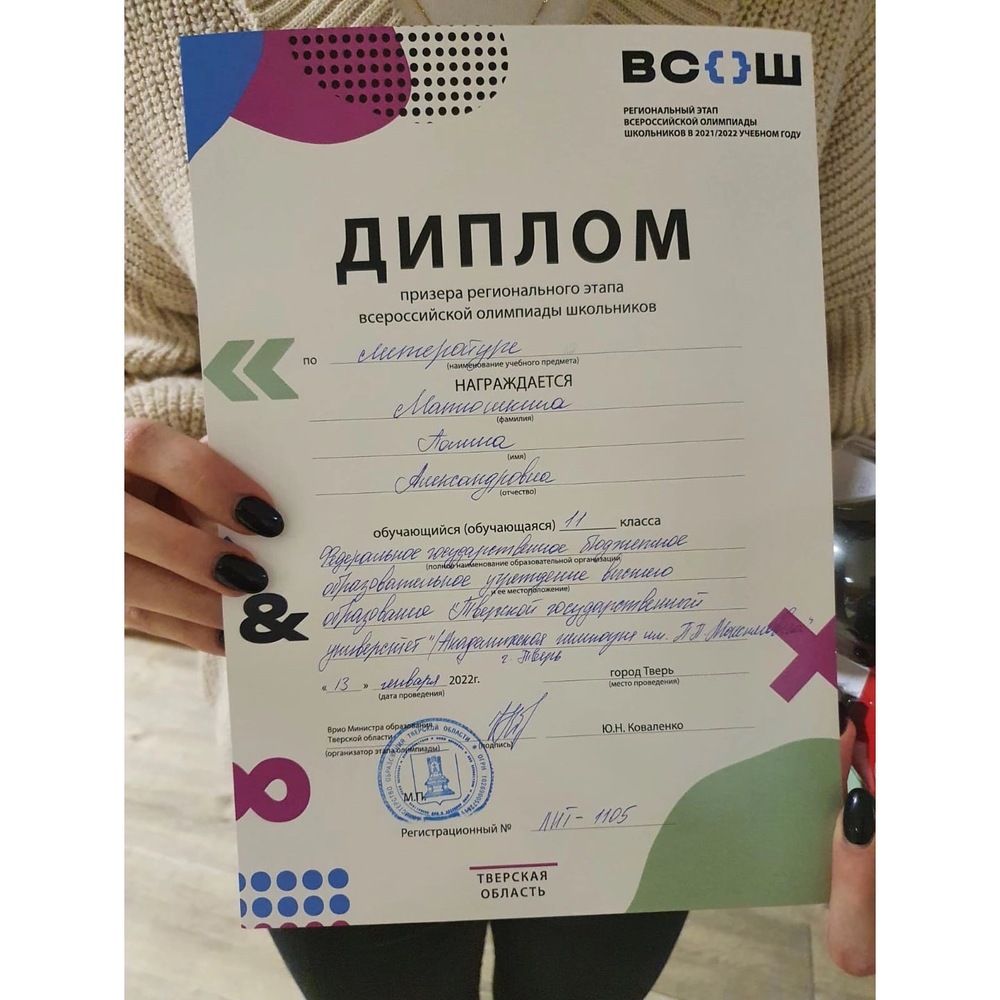 ВС{}Ш
РЕГИОНАЛЬНЫЙ ЭТАП
ВСЕРОССИЙСКОЙ ОЛИМПИАДЫ
ШКОЛЬНИКОВ В 2021/2022 УЧЕБНОМ ГОДУ
ДИПЛОМ
призера регионального этапа
всероссийской олимпиады школьников
по литературе
(наименование учебного предмета)
НАГРАЖДАЕТСЯ
Матюшкина
(фамилия)
Полина
(имя)
Александровна
(отчество)
обучающийся (обучающаяся) 11 класса
Федеральное государственное бюджетное
(полное наименование образовательной организации
образовательное учреждение высшего
и ее местоположение)
образования "Тверской государственный
университет"/Академическая гимназия им. П.П.
г. Тверь
&
« 13 » января 2022г. город Тверь
(дата проведения) (место проведения)
Врио Министра образования
Тверской области Ю.Н. Коваленко
(организатор этапа олимпиады) (подпись)
М.П.
Регистрационный № ЛИТ-1105
ТВЕРСКАЯ
ОБЛАСТЬ